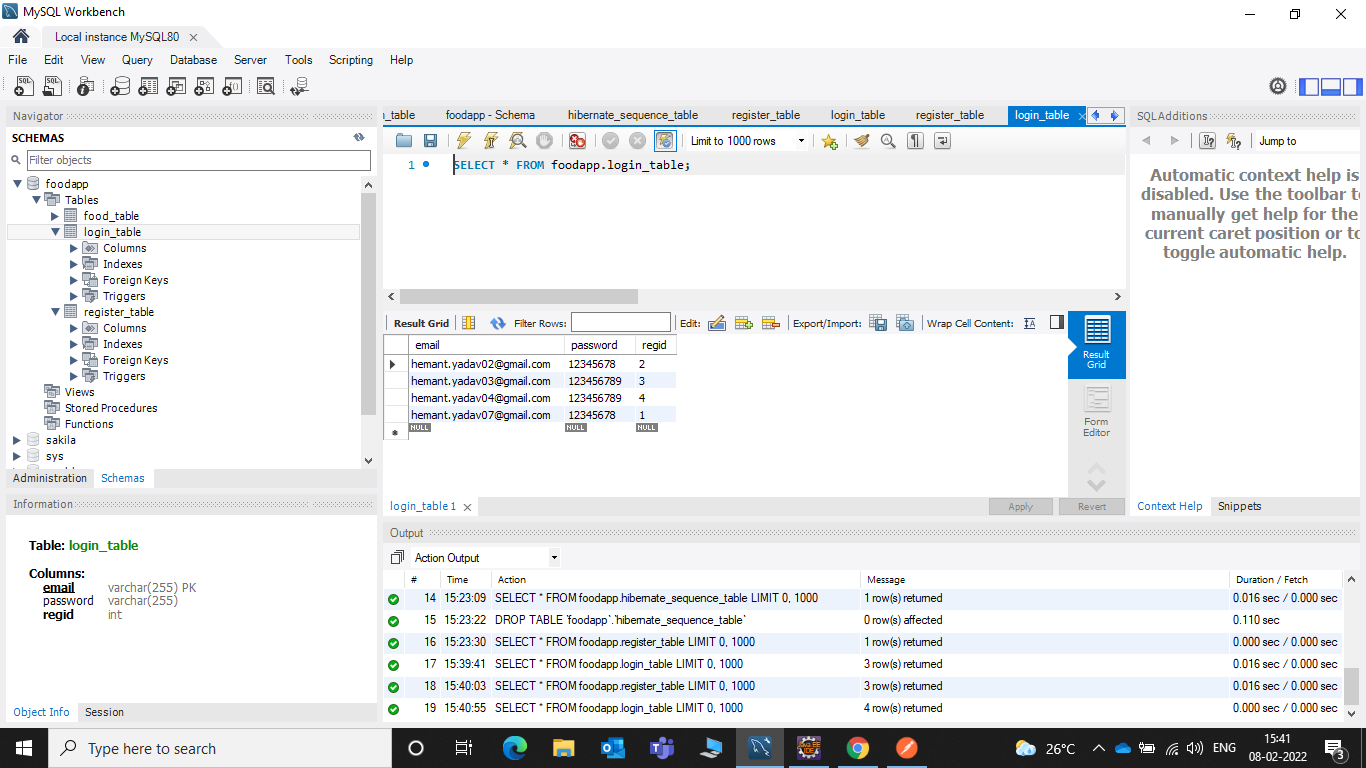 MySQL Workbench
Local instance MySQL80
File Edit View Query Database Server Tools Scripting Help
Navigator
SCHEMAS
Filter objects
foodapp
Tables
food_table
login_table
Columns
Indexes
Foreign Keys
Triggers
register_table
Columns
Indexes
Foreign Keys
Triggers
Views
Stored Procedures
Functions
sakila
sys
Administration Schemas
Information
Table: login_table
Columns:
email varchar(255) PK
password varchar(255)
regid int
Object Info Session
_table foodapp - Schema hibernate_sequence_table register_table login_table register_table login_table
Limit to 1000 rows
1 SELECT * FROM foodapp.login_table;
Result Grid Filter Rows: Edit: Export/Import: Wrap Cell Content:
email password regid
hemant.yadav02@gmail.com 12345678 2
hemant.yadav03@gmail.com 123456789 3
hemant.yadav04@gmail.com 123456789 4
hemant.yadav07@gmail.com 12345678 1
NULL NULL NULL
Result
Grid
Form
Editor
login_table 1
Apply Revert
SQLAdditions
Jump to
Automatic context help is
disabled. Use the toolbar to
manually get help for the
current caret position or to
toggle automatic help.
Context Help Snippets
Output
Action Output
# Time Action Message Duration / Fetch
14 15:23:09 SELECT * FROM foodapp.hibernate_sequence_table LIMIT 0, 1000 1 row(s) returned 0.016 sec / 0.000 sec
15 15:23:22 DROP TABLE `foodapp`.`hibernate_sequence_table` 0 row(s) affected 0.110 sec
16 15:23:30 SELECT * FROM foodapp.register_table LIMIT 0, 1000 1 row(s) returned 0.000 sec / 0.000 sec
17 15:39:41 SELECT * FROM foodapp.login_table LIMIT 0, 1000 3 row(s) returned 0.016 sec / 0.000 sec
18 15:40:03 SELECT * FROM foodapp.register_table LIMIT 0, 1000 3 row(s) returned 0.016 sec / 0.000 sec
19 15:40:55 SELECT * FROM foodapp.login_table LIMIT 0, 1000 4 row(s) returned 0.000 sec / 0.000 sec
Type here to search
26°C
ENG
15:41
08-02-2022
3